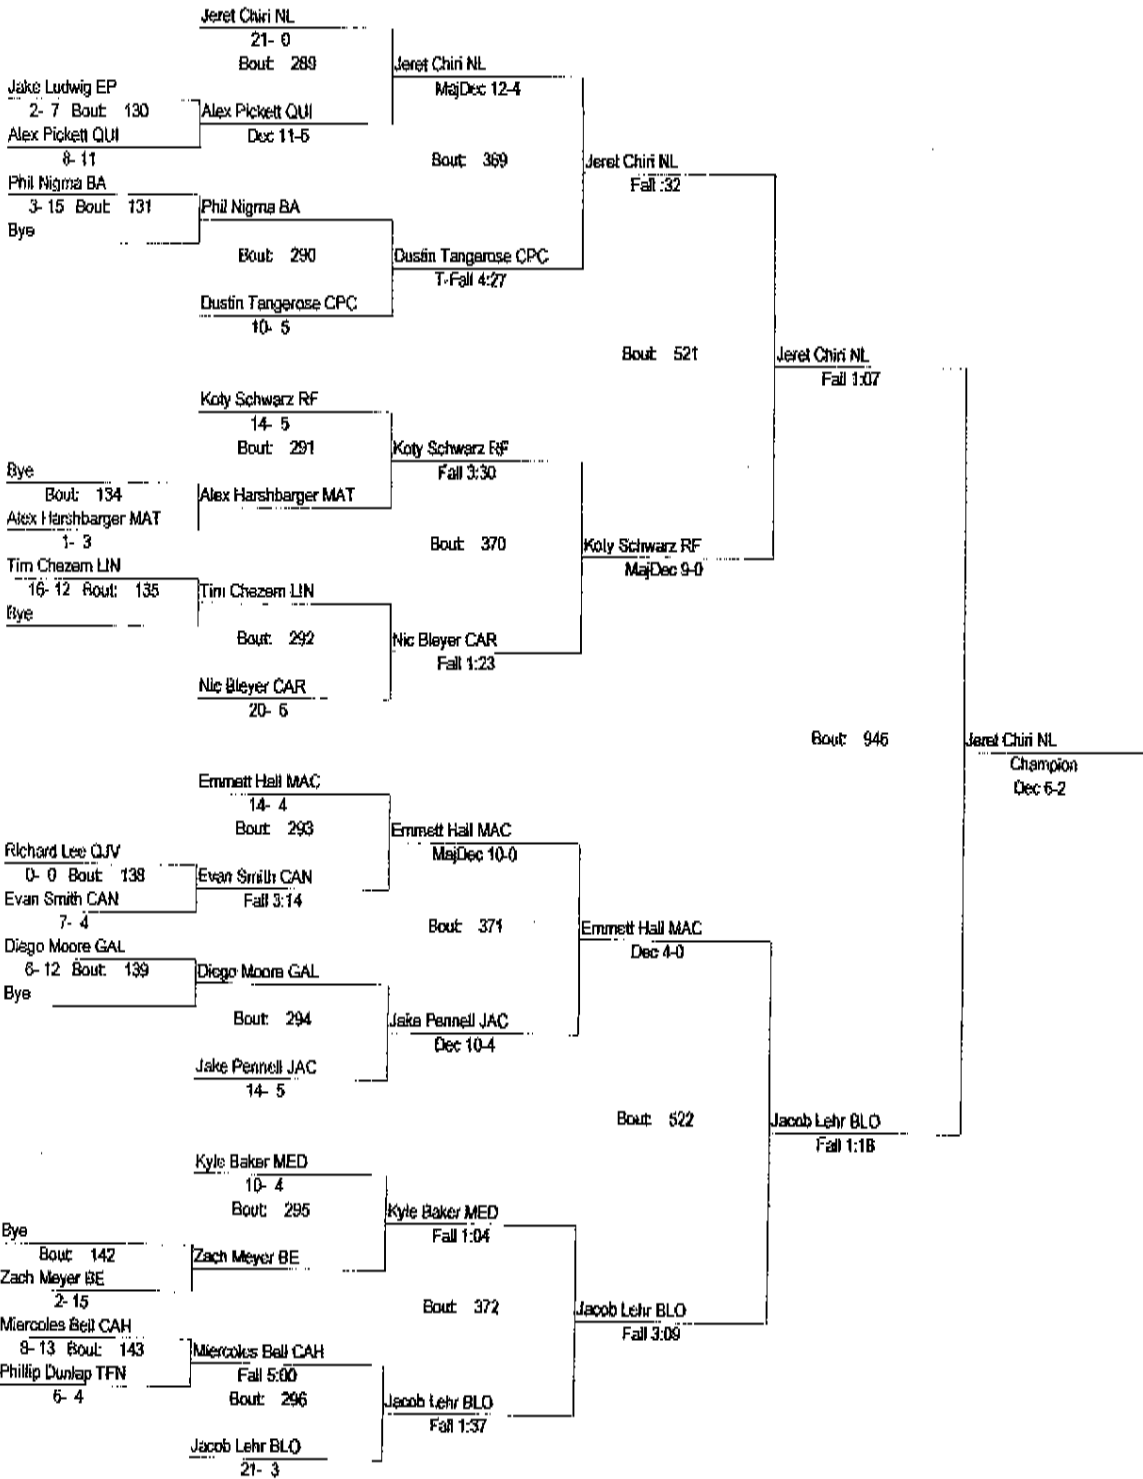 Jeret Chiri NL
21- 0
Bout: 289
Jeret Chiri NL
Jake Ludwig EP
MajDec 12-4
2- 7 Bout: 130
Alex Pickett QUI
Alex Pickett QUI
Dec 11-5
8- 11
Bout: 369
Jeret Chiri NL
Phil Nigma BA
Fall :32
3- 15 Bout: 131
Phil Nigma BA
Bye
Bout: 290
Dustin Tangerose CPC
T-Fall 4:27
Dustin Tangerose CPC
10- 5
Bout: 521
Jeret Chiri NL
Fall 1:07
Koty Schwarz RF
14- 5
Bout: 291
Koty Schwarz RF
Bye
Fall 3:30
Bout: 134
Alex Harshbarger MAT
Alex Harshbarger MAT
1- 3
Bout: 370
Koty Schwarz RF
Tim Chezem LIN
MajDec 9-0
16- 12 Bout: 135
Tim Chezem LIN
Bye
Bout: 292
Nic Bleyer CAR
Fall 1:23
Nic Bleyer CAR
20- 6
Bout: 946
Jeret Chiri NL
Champion
Dec 6-2
Emmett Hall MAC
14- 4
Bout: 293
Emmett Hall MAC
Richard Lee QJV
MajDec 10-0
0- 0 Bout: 138
Evan Smith CAN
Evan Smith CAN
Fall 3:14
7- 4
Bout: 371
Emmett Hall MAC
Diego Moore GAL
Dec 4-0
6- 12 Bout: 139
Diego Moore GAL
Bye
Bout: 294
Jake Pennell JAC
Dec 10-4
Jake Pennell JAC
14- 5
Bout: 522
Jacob Lehr BLO
Fall 1:18
Kyle Baker MED
10- 4
Bout: 295
Kyle Baker MED
Bye
Fall 1:04
Bout: 142
Zach Meyer BE
Zach Meyer BE
2- 15
Bout: 372
Jacob Lehr BLO
Miercoles Bell CAH
Fall 3:09
8- 13 Bout: 143
Miercoles Bell CAH
Phillip Dunlap TFN
Fall 5:00
6- 4
Bout: 296
Jacob Lehr BLO
Fall 1:37
Jacob Lehr BLO
21- 3